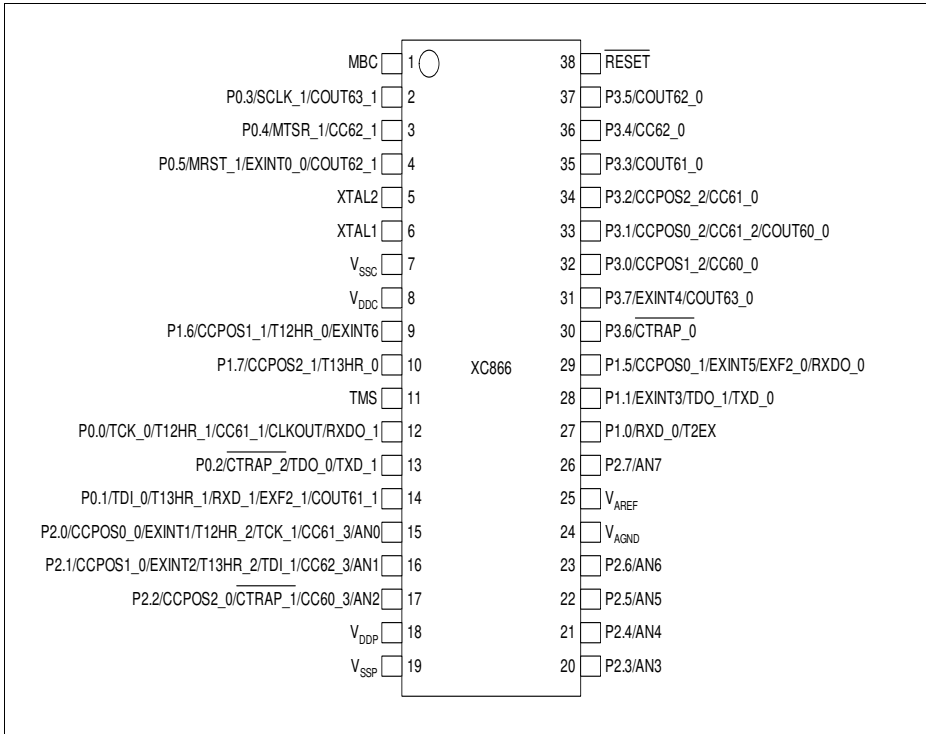 MBC 1 38 RESET
P0.3/SCLK_1/COUT63_1 2 37 P3.5/COUT62_0
P0.4/MTSR_1/CC62_1 3 36 P3.4/CC62_0
P0.5/MRST_1/EXINT0_0/COUT62_1 4 35 P3.3/COUT61_0
XTAL2 5 34 P3.2/CCPOS2_2/CC61_0
XTAL1 6 33 P3.1/CCPOS0_2/CC61_2/COUT60_0
VSSC 7 32 P3.0/CCPOS1_2/CC60_0
VDDC 8 31 P3.7/EXINT4/COUT63_0
P1.6/CCPOS1_1/T12HR_0/EXINT6 9 30 P3.6/CTRAP_0
P1.7/CCPOS2_1/T13HR_0 10 XC866 29 P1.5/CCPOS0_1/EXINT5/EXF2_0/RXDO_0
TMS 11 28 P1.1/EXINT3/TDO_1/TXD_0
P0.0/TCK_0/T12HR_1/CC61_1/CLKOUT/RXDO_1 12 27 P1.0/RXD_0/T2EX
P0.2/CTRAP_2/TDO_0/TXD_1 13 26 P2.7/AN7
P0.1/TDI_0/T13HR_1/RXD_1/EXF2_1/COUT61_1 14 25 VAREF
P2.0/CCPOS0_0/EXINT1/T12HR_2/TCK_1/CC61_3/AN0 15 24 VAGND
P2.1/CCPOS1_0/EXINT2/T13HR_2/TDI_1/CC62_3/AN1 16 23 P2.6/AN6
P2.2/CCPOS2_0/CTRAP_1/CC60_3/AN2 17 22 P2.5/AN5
VDDP 18 21 P2.4/AN4
VSSP 19 20 P2.3/AN3